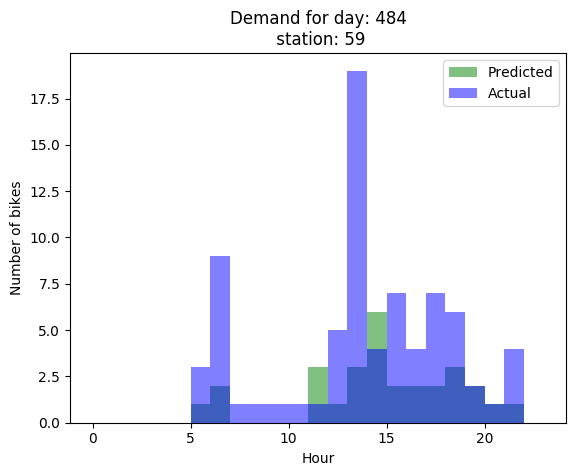 Demand for day: 484
station: 59
Predicted
Actual
17.5
15.0
12.5
10.0
7.5
5.0
2.5
0.0
Number of bikes
0 5 10 15 20
Hour